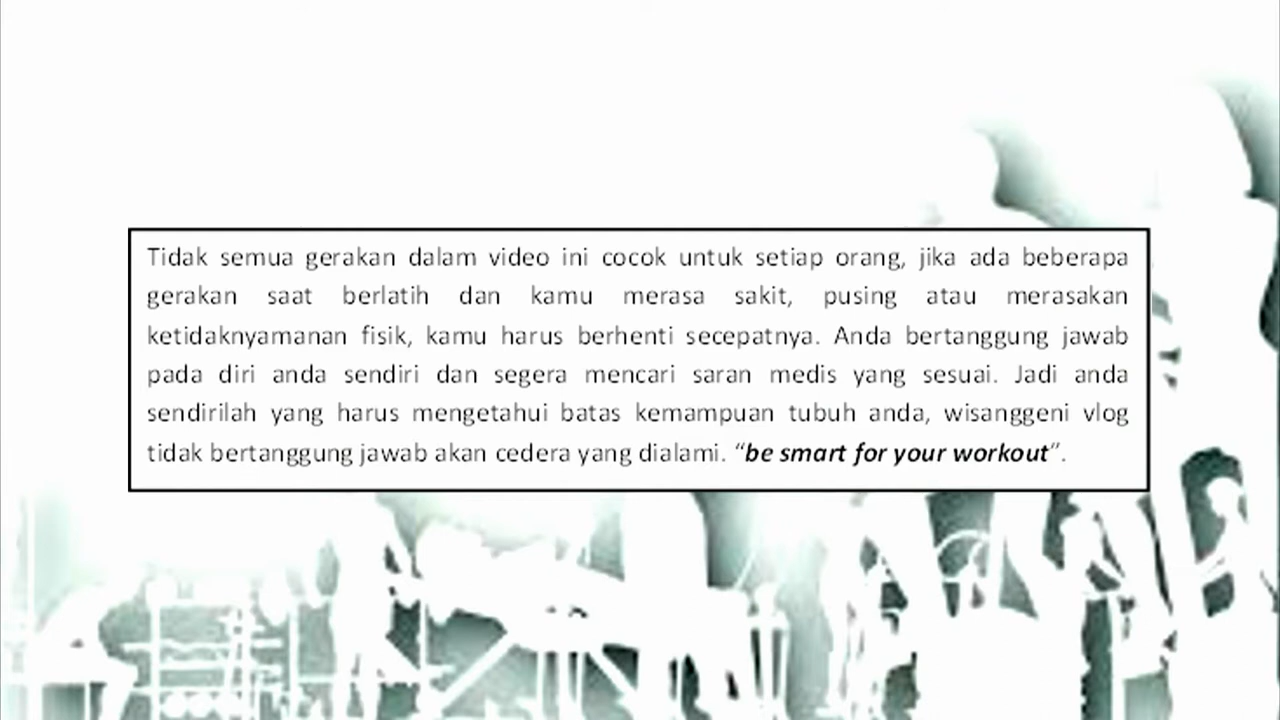 Tidak semua gerakan dalam video ini cocok untuk setiap orang, jika ada beberapa
gerakan saat berlatih dan kamu merasa sakit, pusing atau merasakan
ketidaknyamanan fisik, kamu harus berhenti secepatnya. Anda bertanggung jawab
pada diri anda sendiri dan segera mencari saran medis yang sesuai. Jadi anda
sendirilah yang harus mengetahui batas kemampuan tubuh anda, wisanggeni vlog
tidak bertanggung jawab akan cedera yang dialami. “be smart for your workout”.